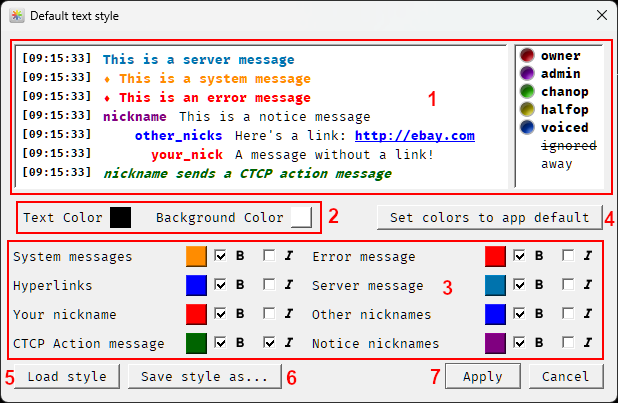 Default text style
[09:15:33] This is a server message
[09:15:33] ♦ This is a system message
[09:15:33] ♦ This is an error message
[09:15:33] nickname This is a notice message
[09:15:33] other_nicks Here's a link: http://ebay.com
[09:15:33] your_nick A message without a link!
[09:15:33] nickname sends a CTCP action message
1
owner
admin
chanop
halfop
voiced
ignored
away
Text Color Background Color 2
Set colors to app default 4
System messages B I Error message B I
Hyperlinks B I Server message 3 B I
Your nickname B I Other nicknames B I
CTCP Action message B I Notice nicknames B I
5 Load style Save style as... 6 7 Apply Cancel